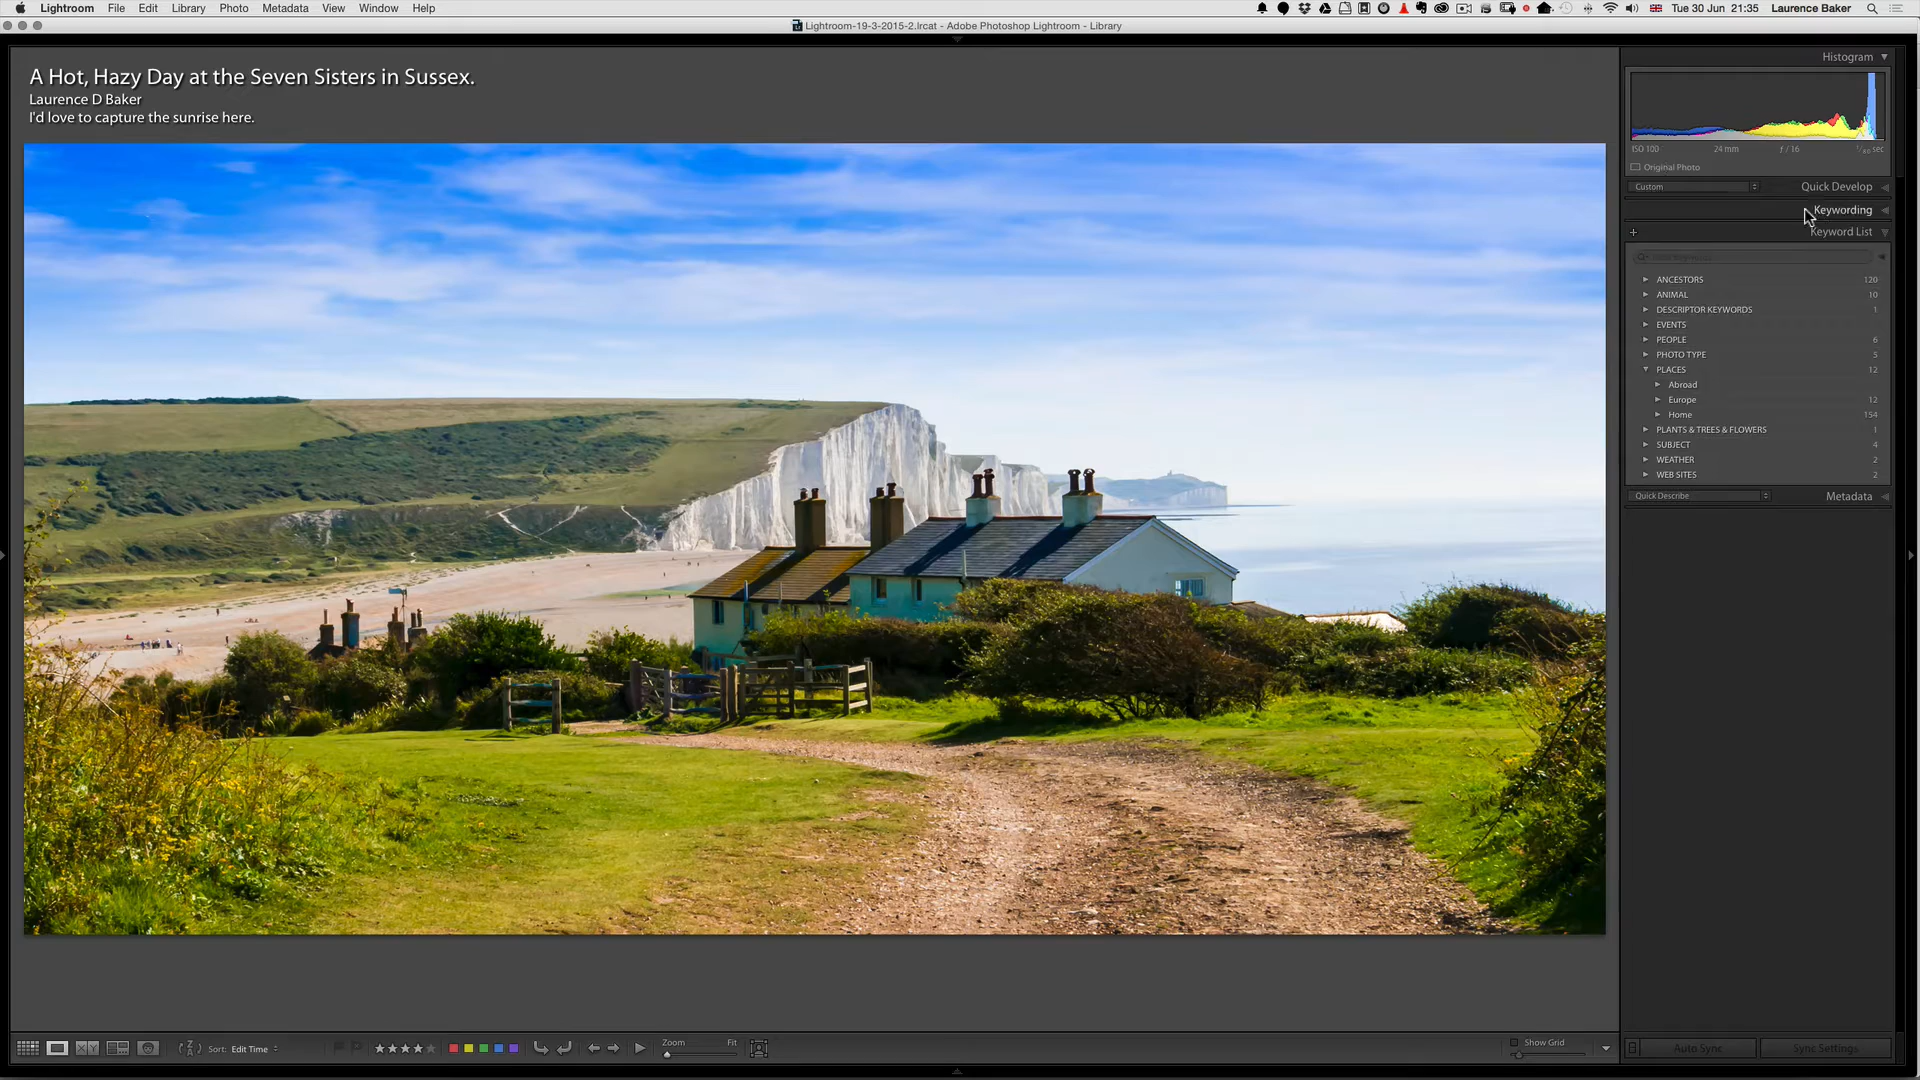 Lightroom File Edit Library Photo Metadata View Window Help
Tue 30 Jun 21:35 Laurence Baker
Lightroom-19-3-2015-2.lrcat - Adobe Photoshop Lightroom - Library
A Hot, Hazy Day at the Seven Sisters in Sussex.
Laurence D Baker
I'd love to capture the sunrise here.
Histogram
ISO 100 24 mm f / 16 sec
Original Photo
Custom Quick Develop
Keywording
+ Keyword List
ANCESTORS 120
ANIMAL 10
DESCRIPTOR KEYWORDS 1
EVENTS
PEOPLE 6
PHOTO TYPE 5
PLACES 12
Abroad
Europe 12
Home 154
PLANTS & TREES & FLOWERS 1
SUBJECT 4
WEATHER 2
WEB SITES 2
Quick Describe Metadata
Sort: Edit Time Zoom Fit Show Grid Auto Sync Sync Settings